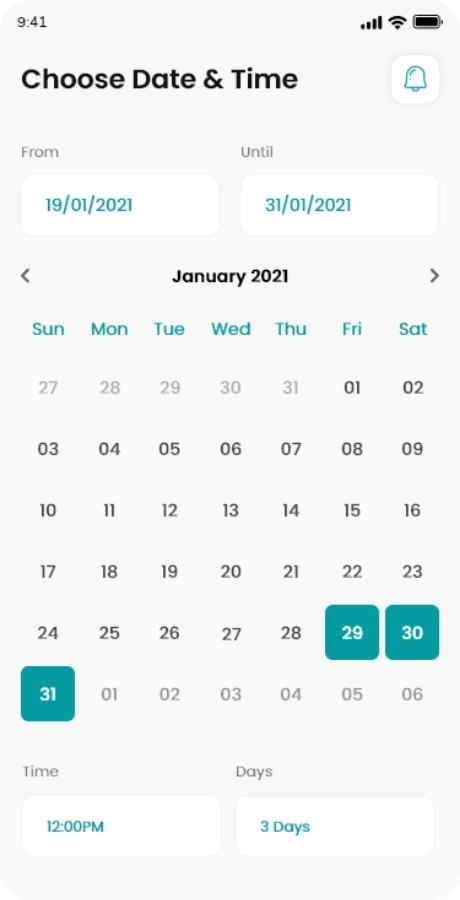 9:41
Choose Date & Time
From Until
19/01/2021 31/01/2021
January 2021
Sun Mon Tue Wed Thu Fri Sat
27 28 29 30 31 01 02
03 04 05 06 07 08 09
10 11 12 13 14 15 16
17 18 19 20 21 22 23
24 25 26 27 28 29 30
31 01 02 03 04 05 06
Time Days
12:00PM 3 Days